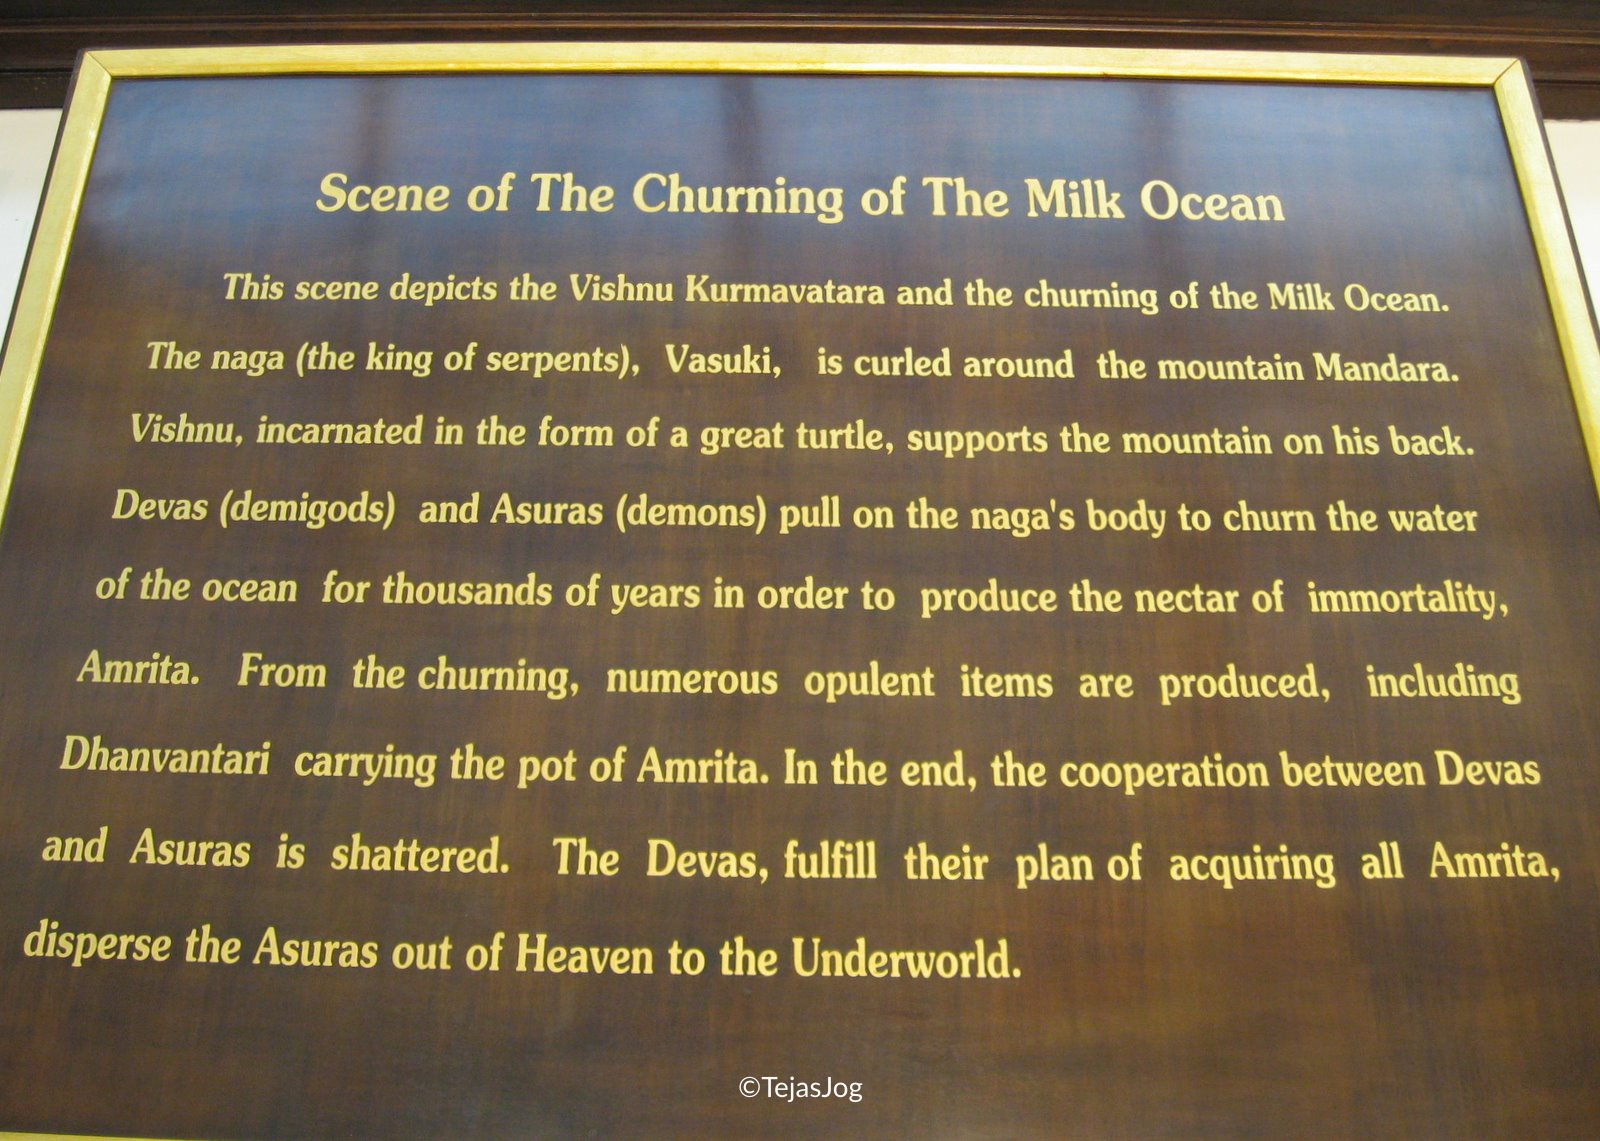 Scene of The Churning of The Milk Ocean
This scene depicts the Vishnu Kurmavatara and the churning of the Milk Ocean.
The naga (the king of serpents), Vasuki, is curled around the mountain Mandara.
Vishnu, incarnated in the form of a great turtle, supports the mountain on his back.
Devas (demigods) and Asuras (demons) pull on the naga's body to churn the water
of the ocean for thousands of years in order to produce the nectar of immortality,
Amrita. From the churning, numerous opulent items are produced, including
Dhanvantari carrying the pot of Amrita. In the end, the cooperation between Devas
and Asuras is shattered. The Devas, fulfill their plan of acquiring all Amrita,
disperse the Asuras out of Heaven to the Underworld.
©TejasJog